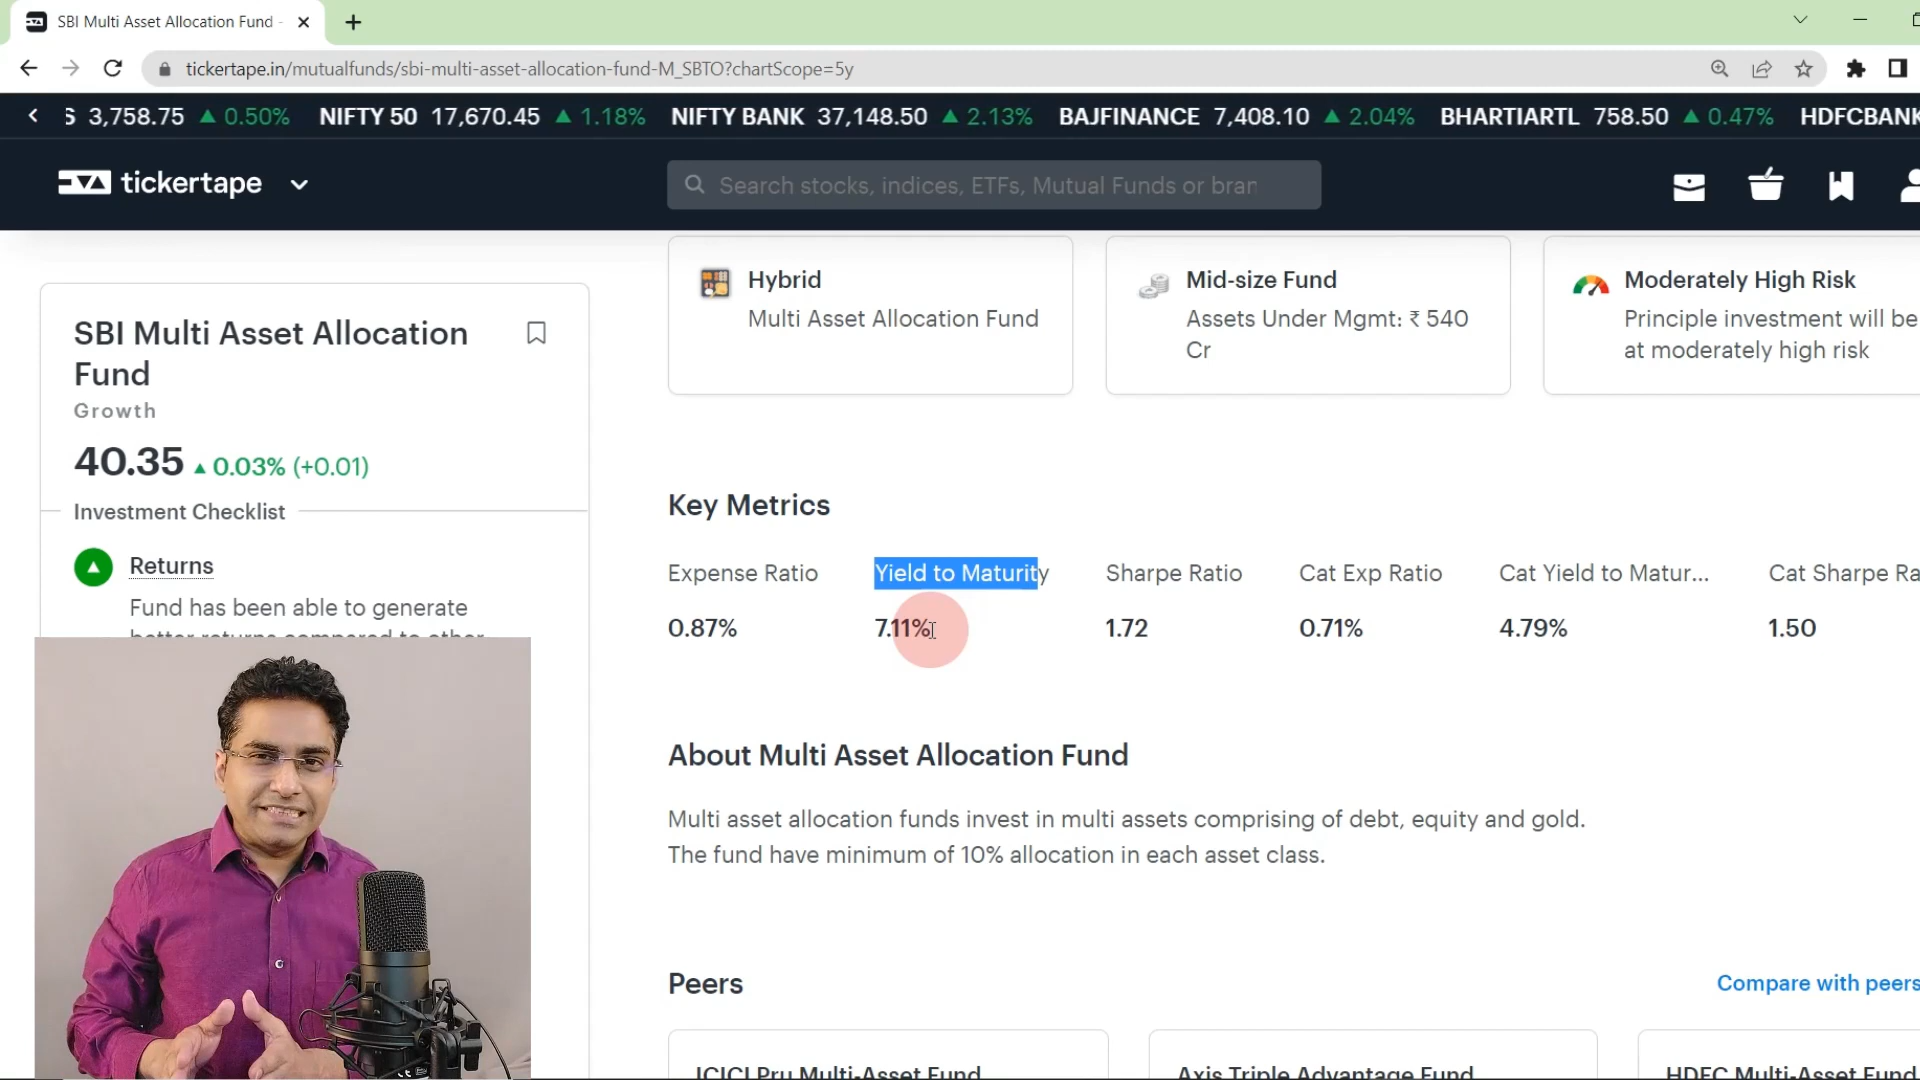 SBI Multi Asset Allocation Fund -
tickertape.in/mutualfunds/sbi-multi-asset-allocation-fund-M_SBTO?chartScope=5y
3,758.75 ▲ 0.50% NIFTY 50 17,670.45 ▲ 1.18% NIFTY BANK 37,148.50 ▲ 2.13% BAJFINANCE 7,408.10 ▲ 2.04% BHARTIARTL 758.50 ▲ 0.47% HDFCBANK
tickertape
Search stocks, indices, ETFs, Mutual Funds or bran
SBI Multi Asset Allocation
Fund
Growth
40.35 ▲ 0.03% (+0.01)
Investment Checklist
Returns
Fund has been able to generate
better returns compared to other
Hybrid
Multi Asset Allocation Fund
Mid-size Fund
Assets Under Mgmt: ₹ 540
Cr
Moderately High Risk
Principle investment will be
at moderately high risk
Key Metrics
Expense Ratio Yield to Maturity Sharpe Ratio Cat Exp Ratio Cat Yield to Matur... Cat Sharpe Ra
0.87% 7.11% 1.72 0.71% 4.79% 1.50
About Multi Asset Allocation Fund
Multi asset allocation funds invest in multi assets comprising of debt, equity and gold.
The fund have minimum of 10% allocation in each asset class.
Peers
Compare with peers
ICICI Pru Multi-Asset Fund Axis Triple Advantage Fund HDFC Multi-Asset Fund